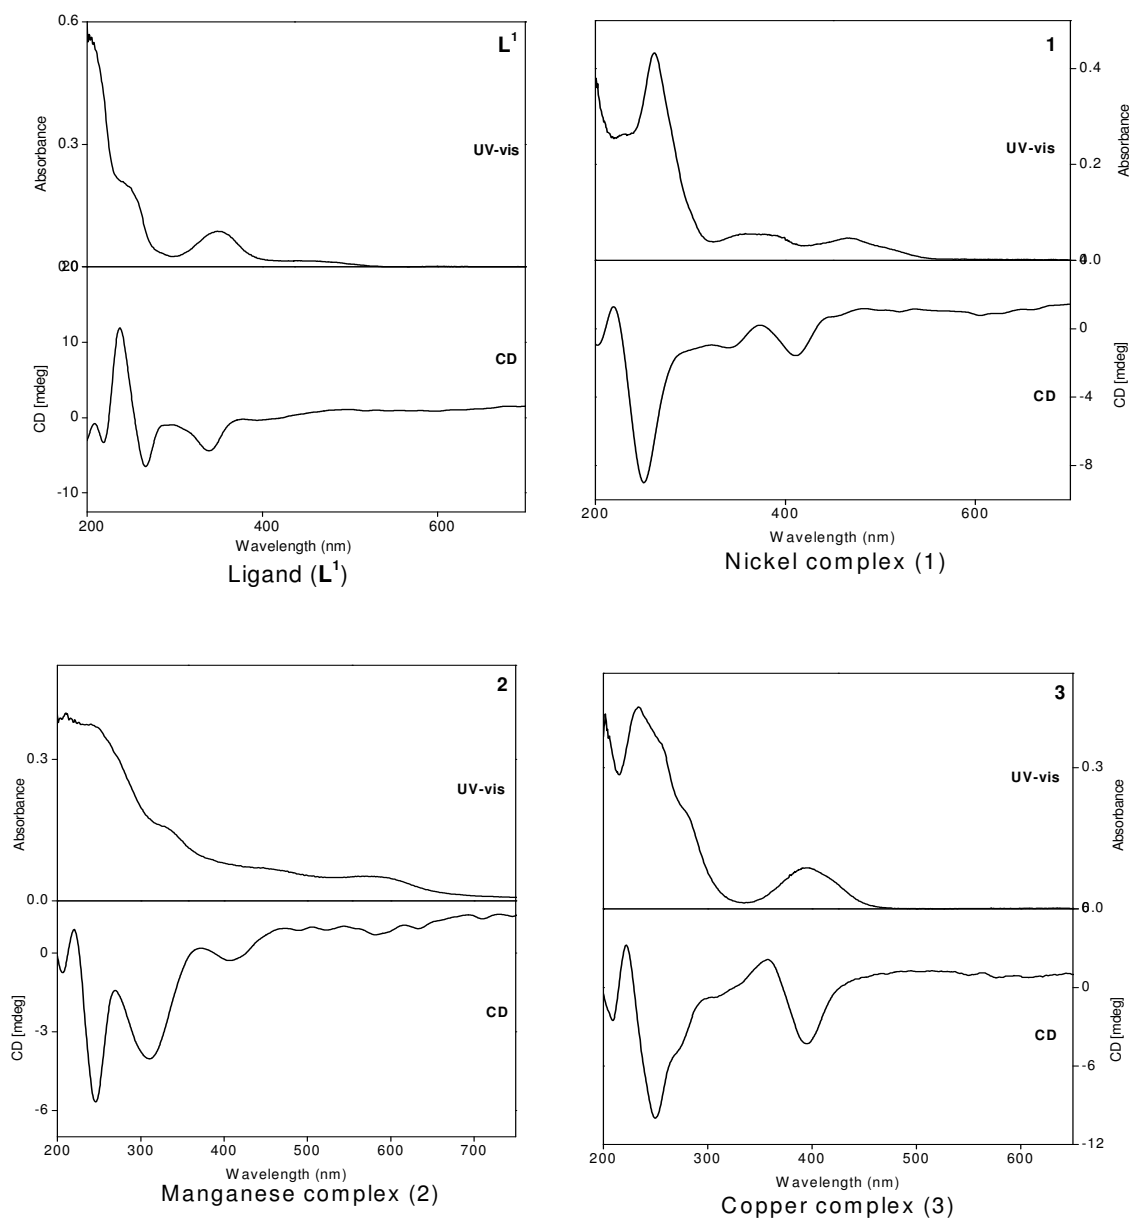 0.6
L¹
0.3
Absorbance
UV-vis
0.0
20
10
0
-10
CD [mdeg]
CD
200
400
600
Wavelength (nm)
Ligand (L¹)
1
0.4
0.2
0.0
Absorbance
UV-vis
4
0
-4
-8
CD [mdeg]
CD
200
400
600
Wavelength (nm)
Nickel complex (1)
2
0.3
0.0
Absorbance
UV-vis
0
-3
-6
CD [mdeg]
CD
200
300
400
500
600
700
Wavelength (nm)
Manganese complex (2)
3
0.3
0.0
Absorbance
UV-vis
6
0
-6
-12
CD [mdeg]
CD
200
300
400
500
600
Wavelength (nm)
Copper complex (3)